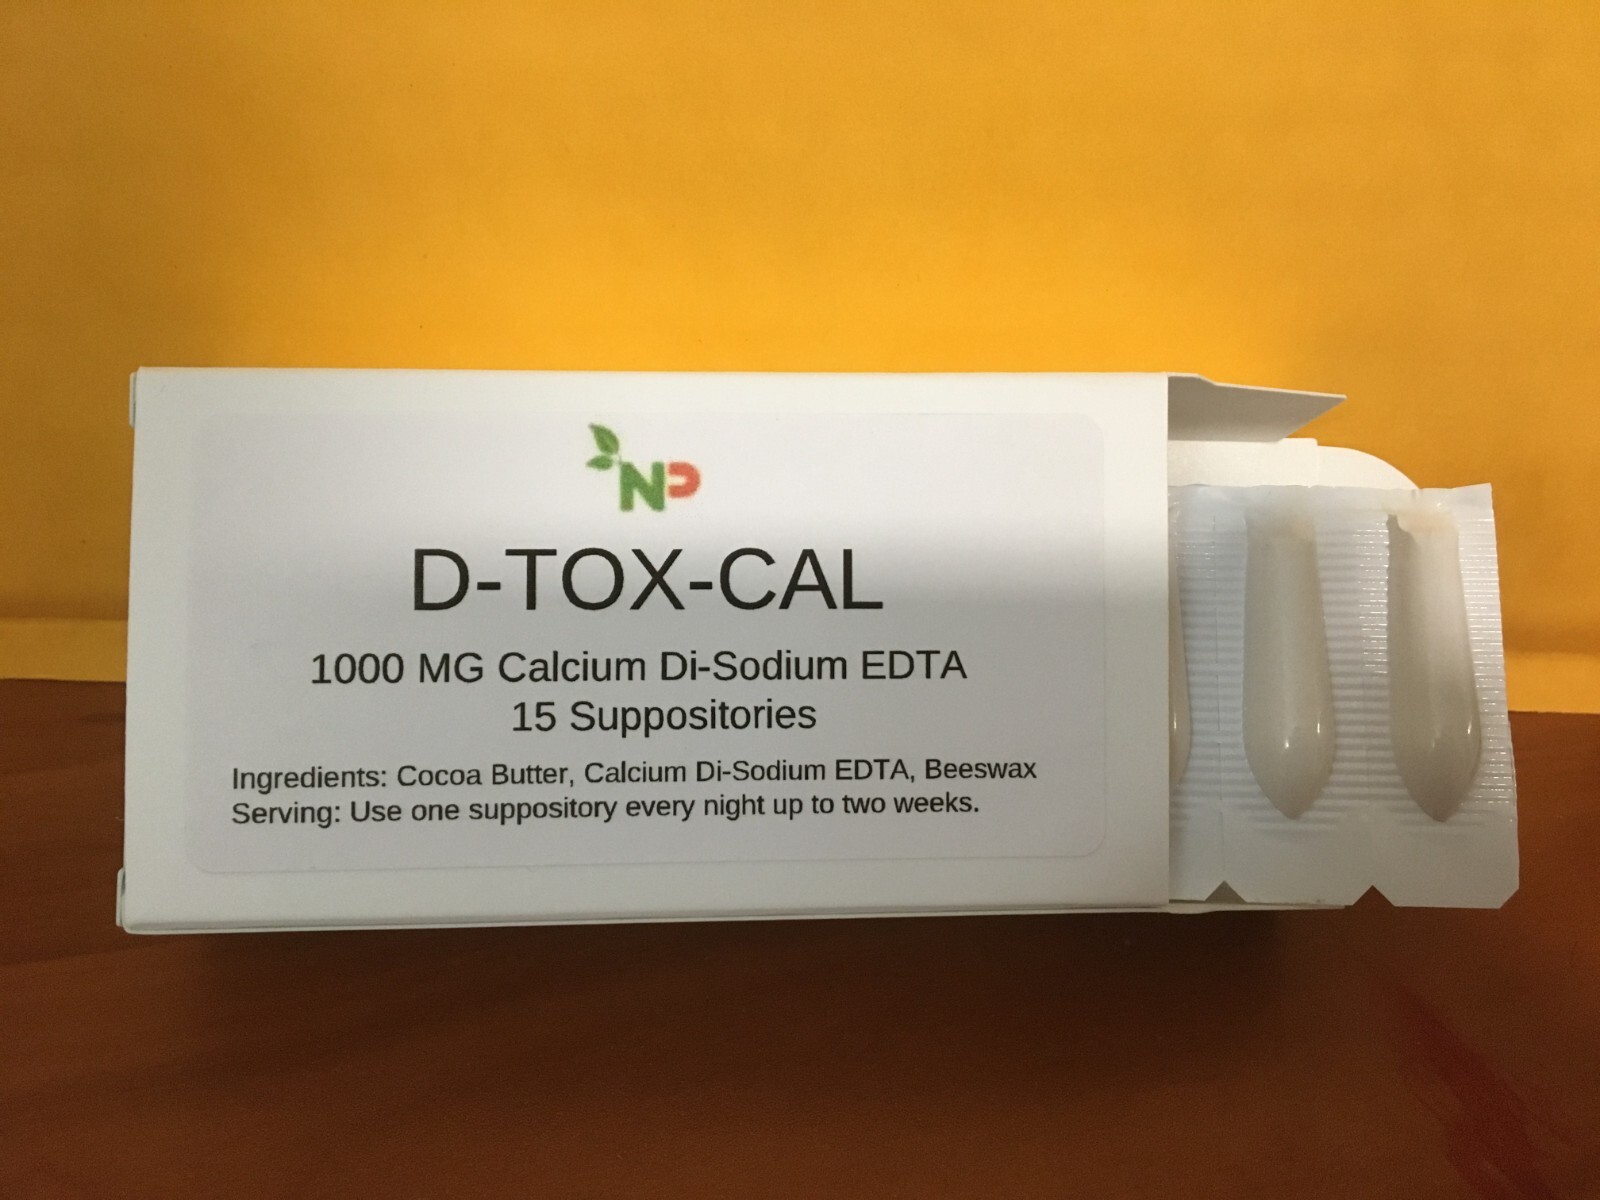 NP
D-TOX-CAL
1000 MG Calcium Di-Sodium EDTA
15 Suppositories
Ingredients: Cocoa Butter, Calcium Di-Sodium EDTA, Beeswax
Serving: Use one suppository every night up to two weeks.